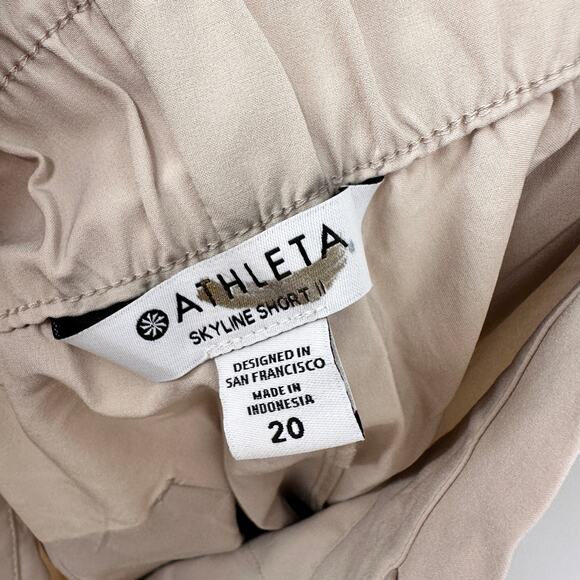 ATHLETA
SKYLINE SHORT II
DESIGNED IN
SAN FRANCISCO
MADE IN
INDONESIA
20